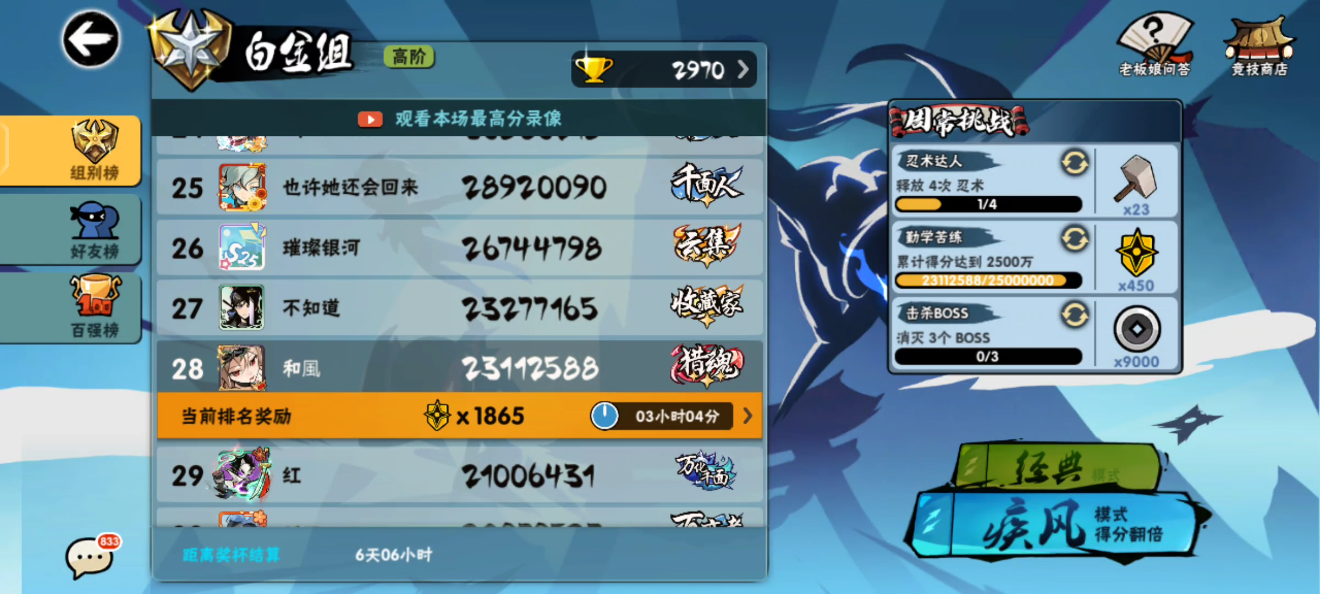 白金组
高阶
2970
老板娘问答
竞技商店
观看本场最高分录像
组别榜
好友榜
百强榜
100
25 也许她还会回来 28920090 千面人
26 璀璨银河 26744798 云集
S25
27 不知道 23277165 收藏家
28 和風 23112588 猎魂
当前排名奖励 x1865 03小时04分
29 红 21006431 万化千面
距离奖杯结算 6天06小时
833
周常挑战
忍术达人
释放 4次 忍术
1/4
x23
勤学苦练
累计得分达到 2500万
23112588/25000000
x450
击杀BOSS
消灭 3个 BOSS
0/3
x9000
经典 模式
疾风 模式
得分翻倍